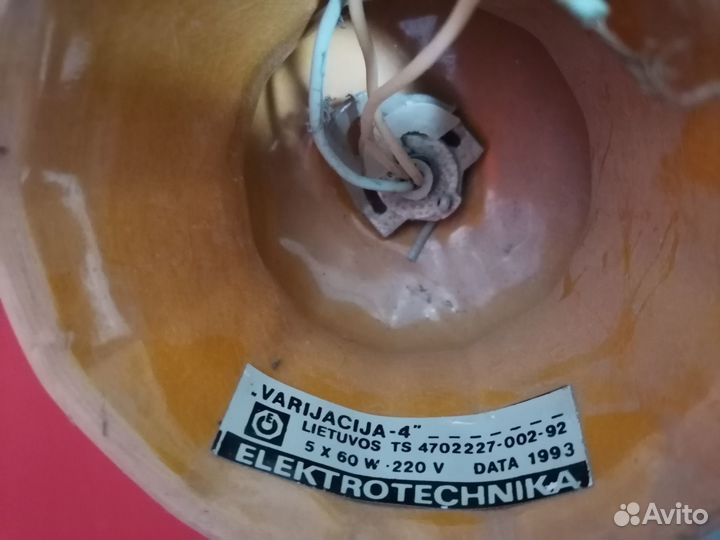 „VARIJACIJA-4"
LIETUVOS TS 4702227-002-92
5 X 60 W · 220 V DATA 1993
ELEKTROTECHNIKA
Avito